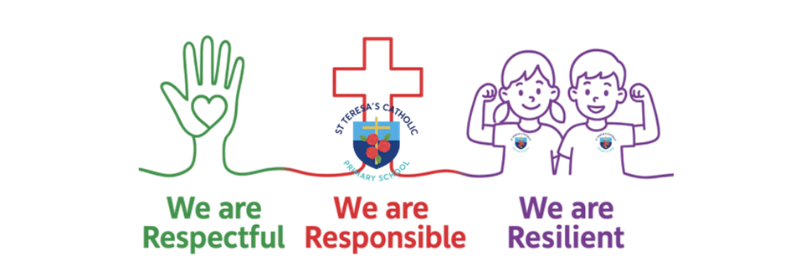 ST TERESA'S CATHOLIC
PRIMARY SCHOOL
We are
Respectful
We are
Responsible
We are
Resilient